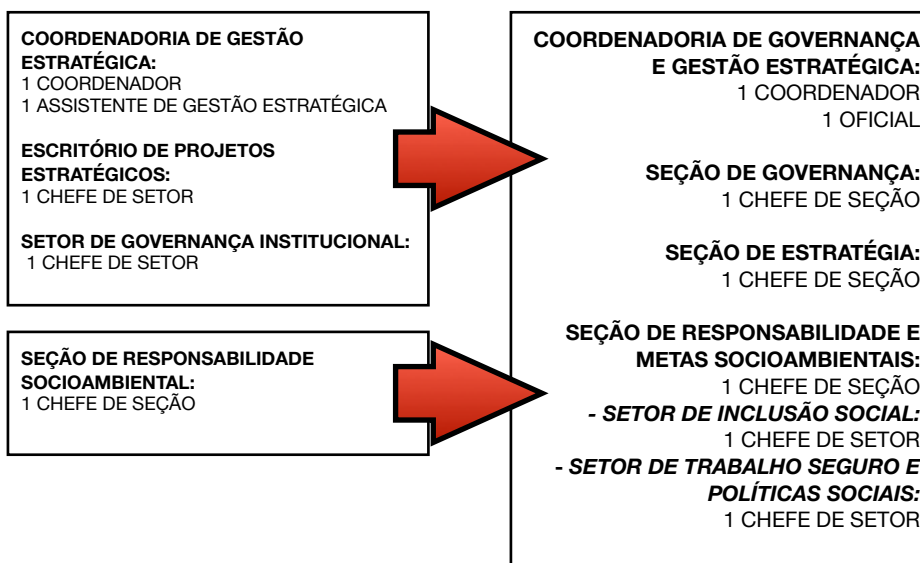 COORDENADORIA DE GESTÃO
ESTRATÉGICA:
1 COORDENADOR
1 ASSISTENTE DE GESTÃO ESTRATÉGICA
ESCRITÓRIO DE PROJETOS
ESTRATÉGICOS:
1 CHEFE DE SETOR
SETOR DE GOVERNANÇA INSTITUCIONAL:
1 CHEFE DE SETOR
SEÇÃO DE RESPONSABILIDADE
SOCIOAMBIENTAL:
1 CHEFE DE SEÇÃO
COORDENADORIA DE GOVERNANÇA
E GESTÃO ESTRATÉGICA:
1 COORDENADOR
1 OFICIAL
SEÇÃO DE GOVERNANÇA:
1 CHEFE DE SEÇÃO
SEÇÃO DE ESTRATÉGIA:
1 CHEFE DE SEÇÃO
SEÇÃO DE RESPONSABILIDADE E
METAS SOCIOAMBIENTAIS:
1 CHEFE DE SEÇÃO
- SETOR DE INCLUSÃO SOCIAL:
1 CHEFE DE SETOR
- SETOR DE TRABALHO SEGURO E
POLÍTICAS SOCIAIS:
1 CHEFE DE SETOR